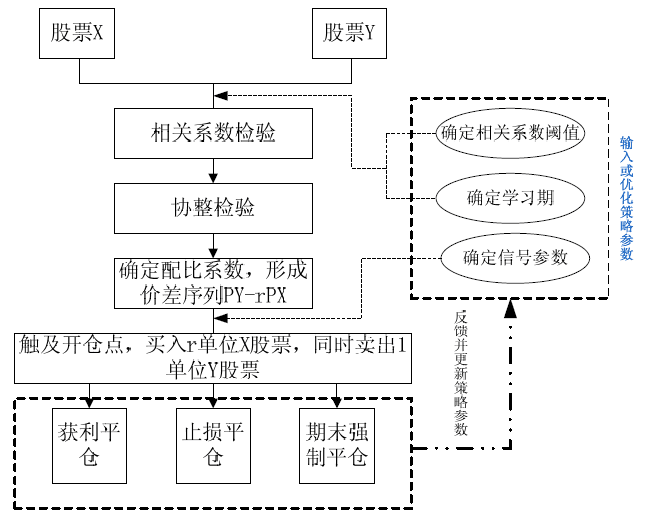 股票X
股票Y
相关系数检验
确定相关系数阈值
协整检验
确定学习期
确定配比系数，形成
价差序列PY-rPX
确定信号参数
输入或优化策略参数
触及开仓点，买入r单位X股票，同时卖出1
单位Y股票
反馈并更新策略参数
获利平
仓
止损平
仓
期末强
制平仓